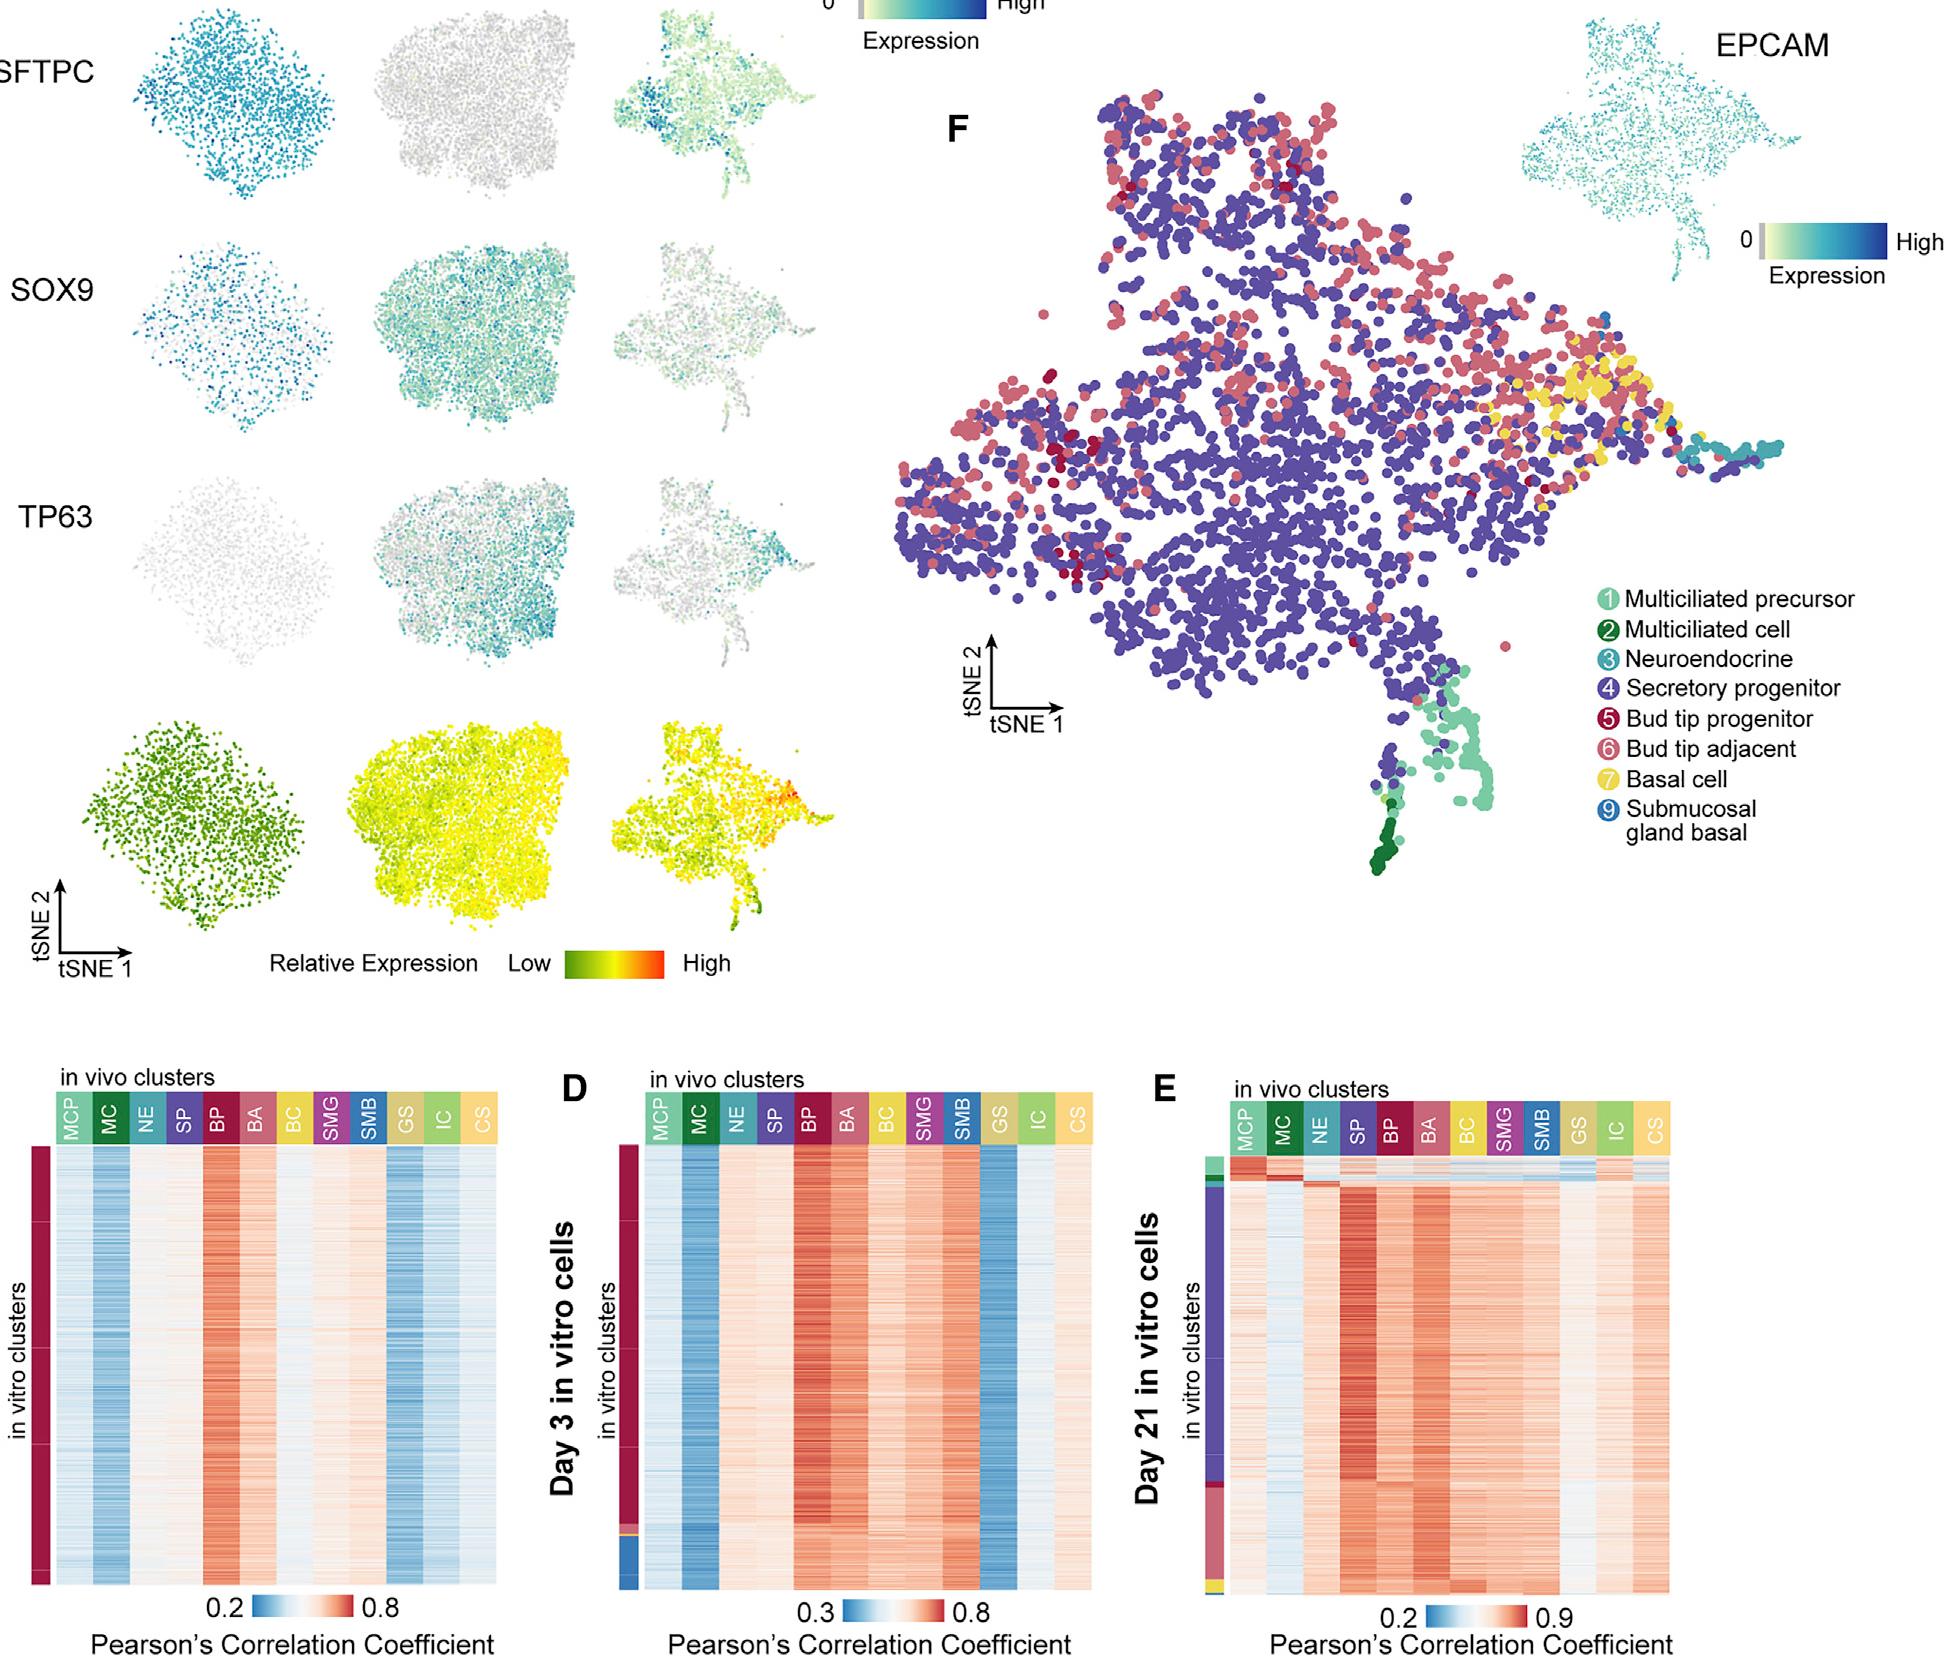 0 High
Expression
SFTPC
EPCAM
F
0 High
Expression
SOX9
TP63
tSNE 2
tSNE 1
1 Multiciliated precursor
2 Multiciliated cell
3 Neuroendocrine
4 Secretory progenitor
5 Bud tip progenitor
6 Bud tip adjacent
7 Basal cell
9 Submucosal
gland basal
tSNE 2
tSNE 1
Relative Expression Low High
in vivo clusters
MCP MC NE SP BP BA BC SMG SMB GS IC CS
in vitro clusters
0.2 0.8
Pearson’s Correlation Coefficient
D
in vivo clusters
MCP MC NE SP BP BA BC SMG SMB GS IC CS
Day 3 in vitro cells
in vitro clusters
0.3 0.8
Pearson’s Correlation Coefficient
E
in vivo clusters
MCP MC NE SP BP BA BC SMG SMB GS IC CS
Day 21 in vitro cells
in vitro clusters
0.2 0.9
Pearson’s Correlation Coefficient